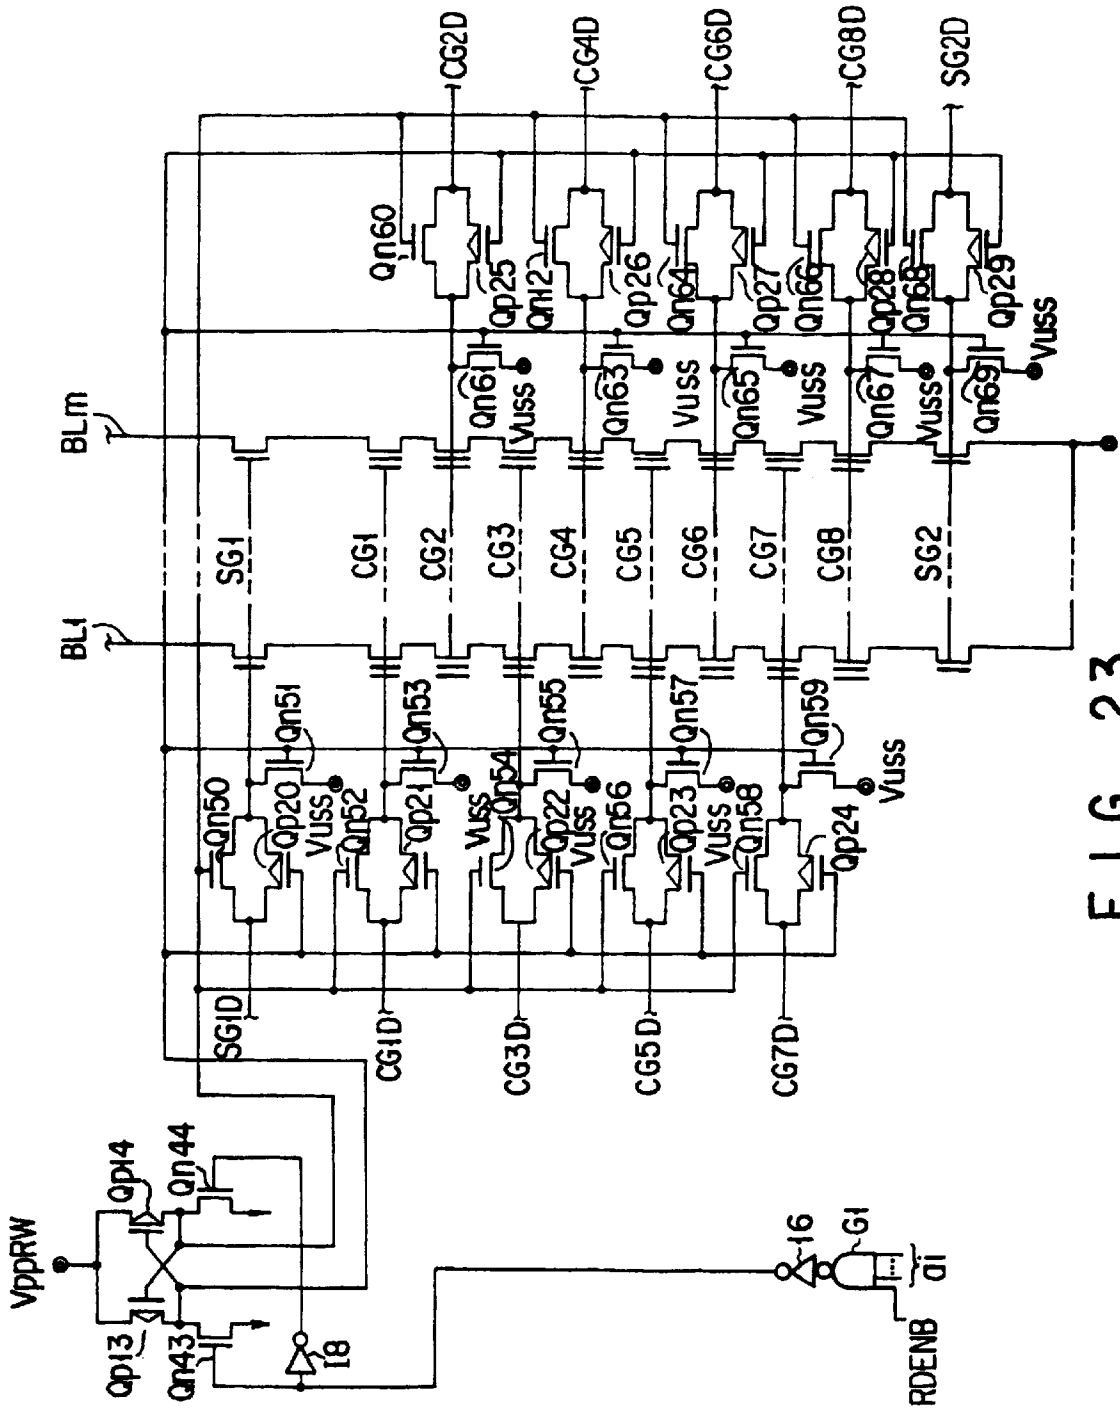 VppRW
Qp13
Qp14
Qn43
Qn44
I8
I6
G1
ai
RDENB
SG1D
CG1D
CG3D
CG5D
CG7D
Qn50
Qp20
Qn51
Vuss
Qn52
Qp21
Qn53
Vuss
Qn54
Qp22
Qn55
Vuss
Qn56
Qp23
Qn57
Vuss
Qn58
Qp24
Qn59
Vuss
BL1
BLm
SG1
CG1
CG2
CG3
CG4
CG5
CG6
CG7
CG8
SG2
Qn60
Qp25
Qn61
Vuss
Qn12
Qp26
Qn63
Vuss
Qn64
Qp27
Qn65
Vuss
Qn66
Qp28
Qn67
Vuss
Qn68
Qp29
Qn69
Vuss
CG2D
CG4D
CG6D
CG8D
SG2D
FIG. 23